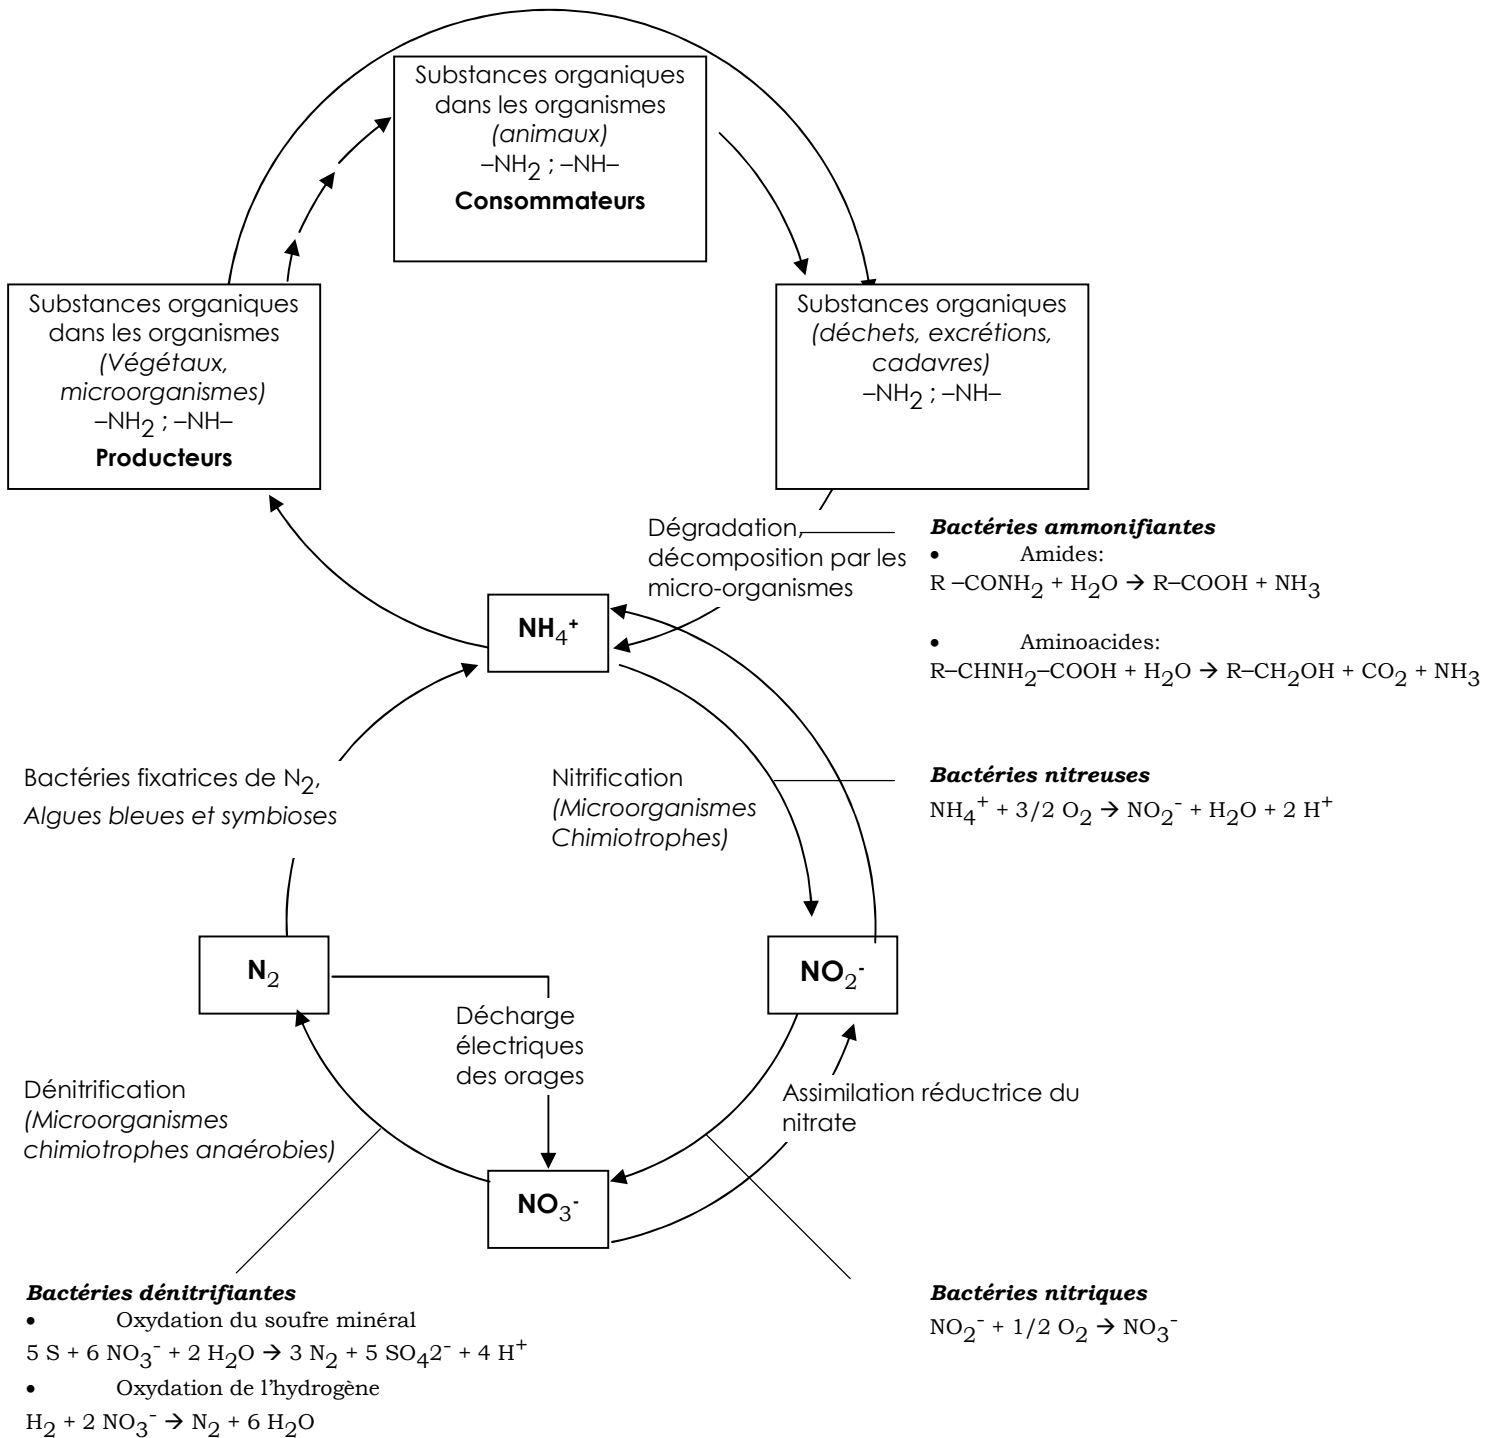 Substances organiques
dans les organismes
(animaux)
–NH₂ ; –NH–
Consommateurs
Substances organiques
dans les organismes
(Végétaux,
microorganismes)
–NH₂ ; –NH–
Producteurs
Substances organiques
(déchets, excrétions,
cadavres)
–NH₂ ; –NH–
Dégradation,
décomposition par les
micro-organismes
Bactéries ammonifiantes
• Amides:
R –CONH₂ + H₂O → R–COOH + NH₃
• Aminoacides:
R–CHNH₂–COOH + H₂O → R–CH₂OH + CO₂ + NH₃
NH₄⁺
Bactéries fixatrices de N₂,
Algues bleues et symbioses
Nitrification
(Microorganismes
Chimiotrophes)
Bactéries nitreuses
NH₄⁺ + 3/2 O₂ → NO₂⁻ + H₂O + 2 H⁺
N₂
NO₂⁻
Décharge
électriques
des orages
Dénitrification
(Microorganismes
chimiotrophes anaérobies)
Assimilation réductrice du
nitrate
NO₃⁻
Bactéries dénitrifiantes
• Oxydation du soufre minéral
5 S + 6 NO₃⁻ + 2 H₂O → 3 N₂ + 5 SO₄2⁻ + 4 H⁺
• Oxydation de l’hydrogène
H₂ + 2 NO₃⁻ → N₂ + 6 H₂O
Bactéries nitriques
NO₂⁻ + 1/2 O₂ → NO₃⁻